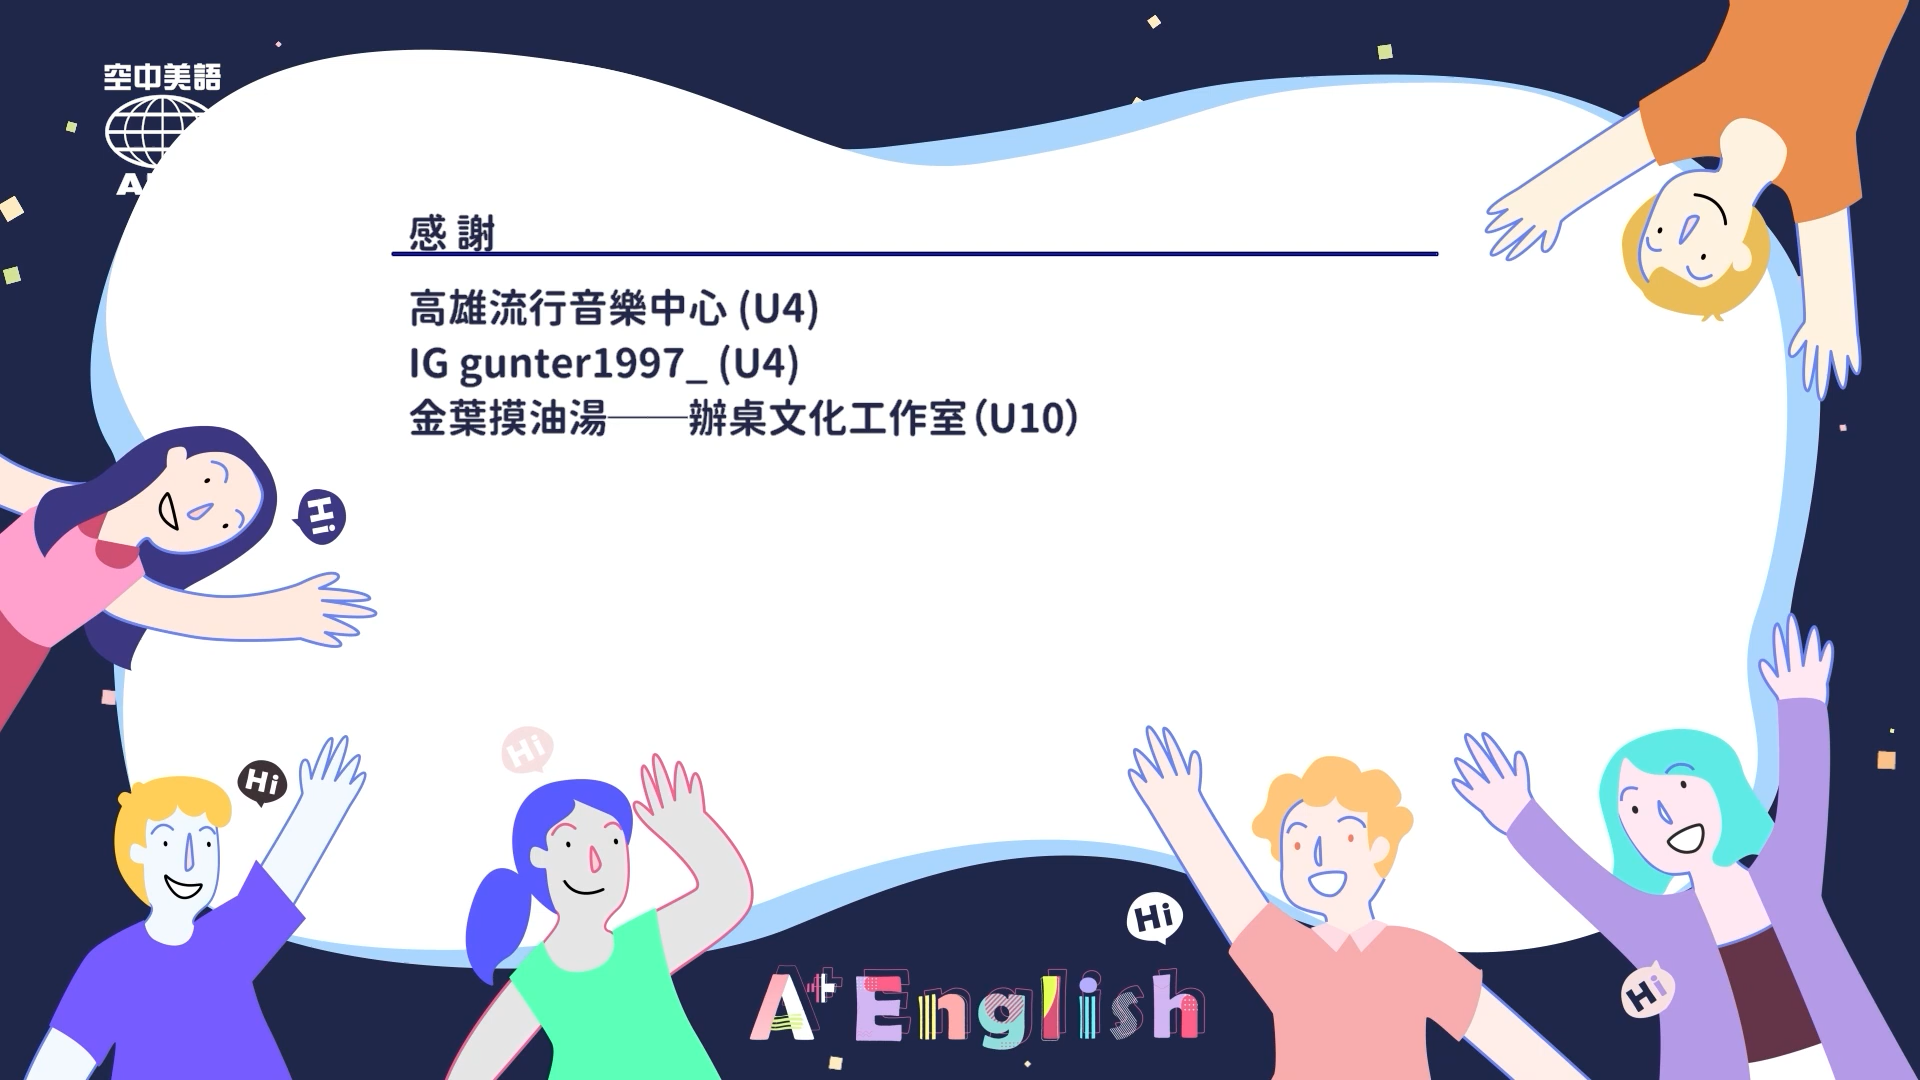 空中美語
感謝
高雄流行音樂中心 (U4)
IG gunter1997_ (U4)
金葉摸油湯──辦桌文化工作室（U10）
Hi
Hi
Hi
Hi
Hi
A+ English